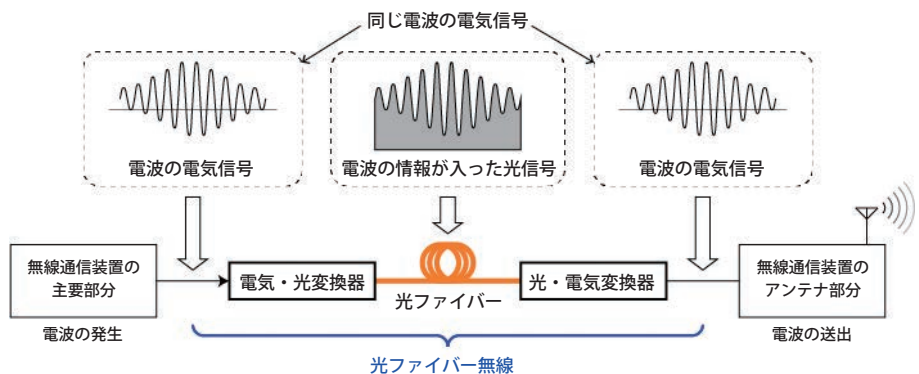 同じ電波の電気信号
電波の電気信号
電波の情報が入った光信号
電波の電気信号
無線通信装置の
主要部分
電気・光変換器
光ファイバー
光・電気変換器
無線通信装置の
アンテナ部分
電波の発生
電波の送出
光ファイバー無線